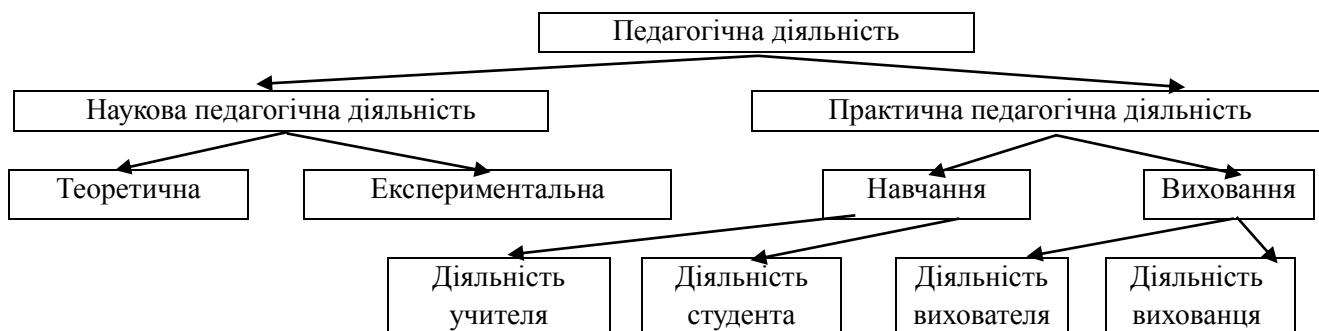 Педагогічна діяльність
Наукова педагогічна діяльність
Практична педагогічна діяльність
Теоретична
Експериментальна
Навчання
Виховання
Діяльність
учителя
Діяльність
студента
Діяльність
вихователя
Діяльність
вихованця